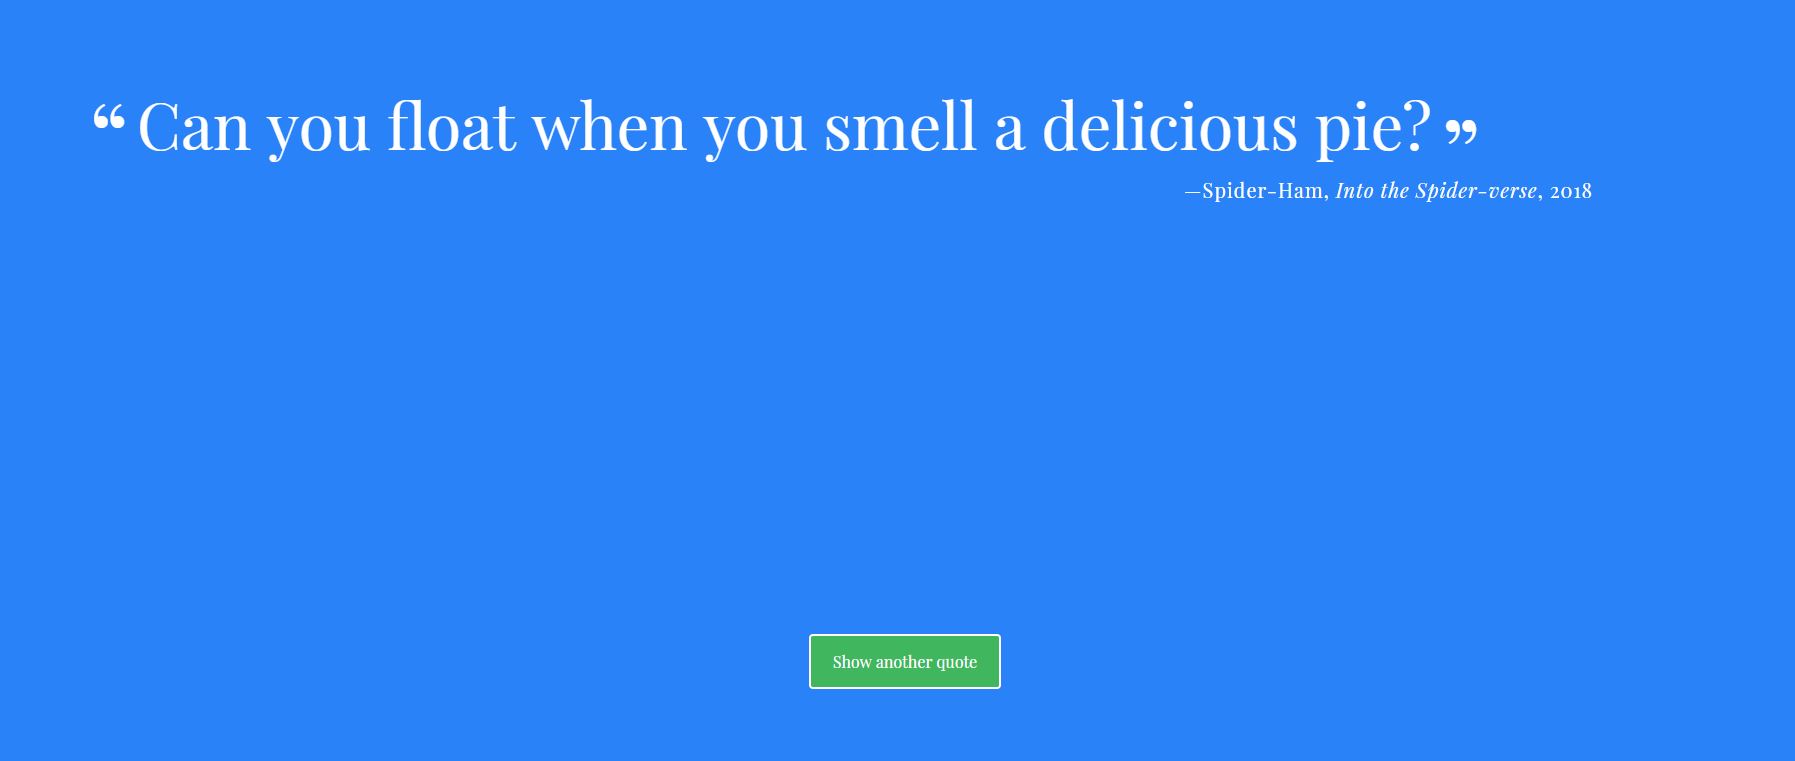 “Can you float when you smell a delicious pie?”
—Spider-Ham, Into the Spider-verse, 2018
Show another quote